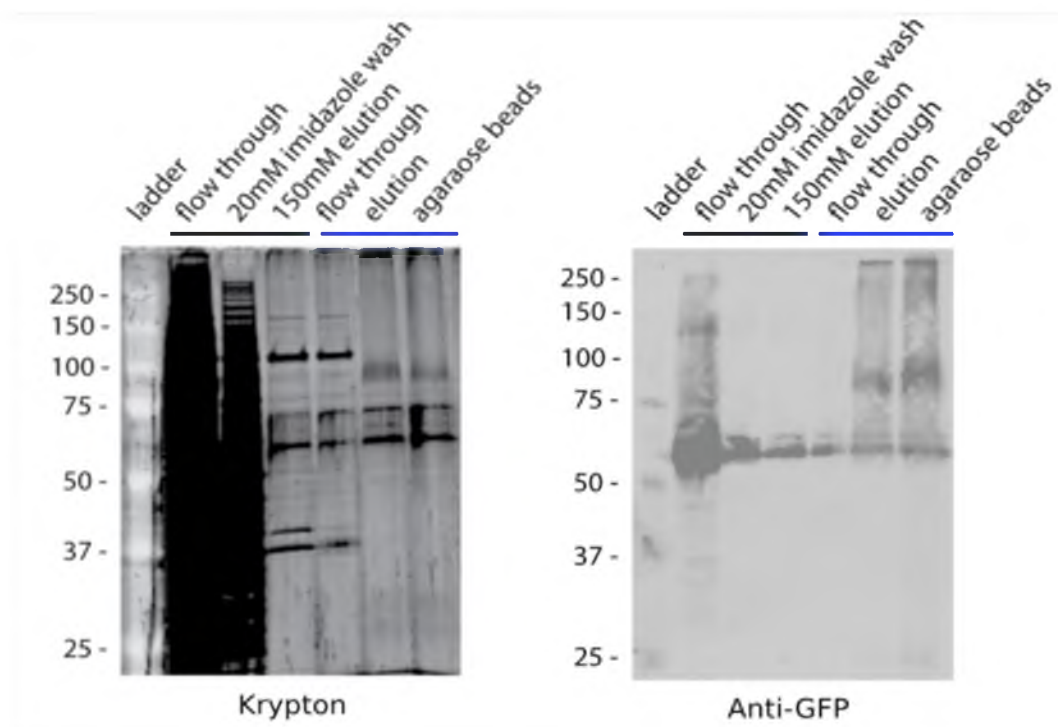 ladder
flow through
20mM imidazole wash
150mM elution
flow through
elution
agaraose beads
250 -
150 -
100 -
75 -
50 -
37 -
25 -
Krypton
ladder
flow through
20mM imidazole wash
150mM elution
flow through
elution
agaraose beads
250 -
150 -
100 -
75 -
50 -
37 -
25 -
Anti-GFP